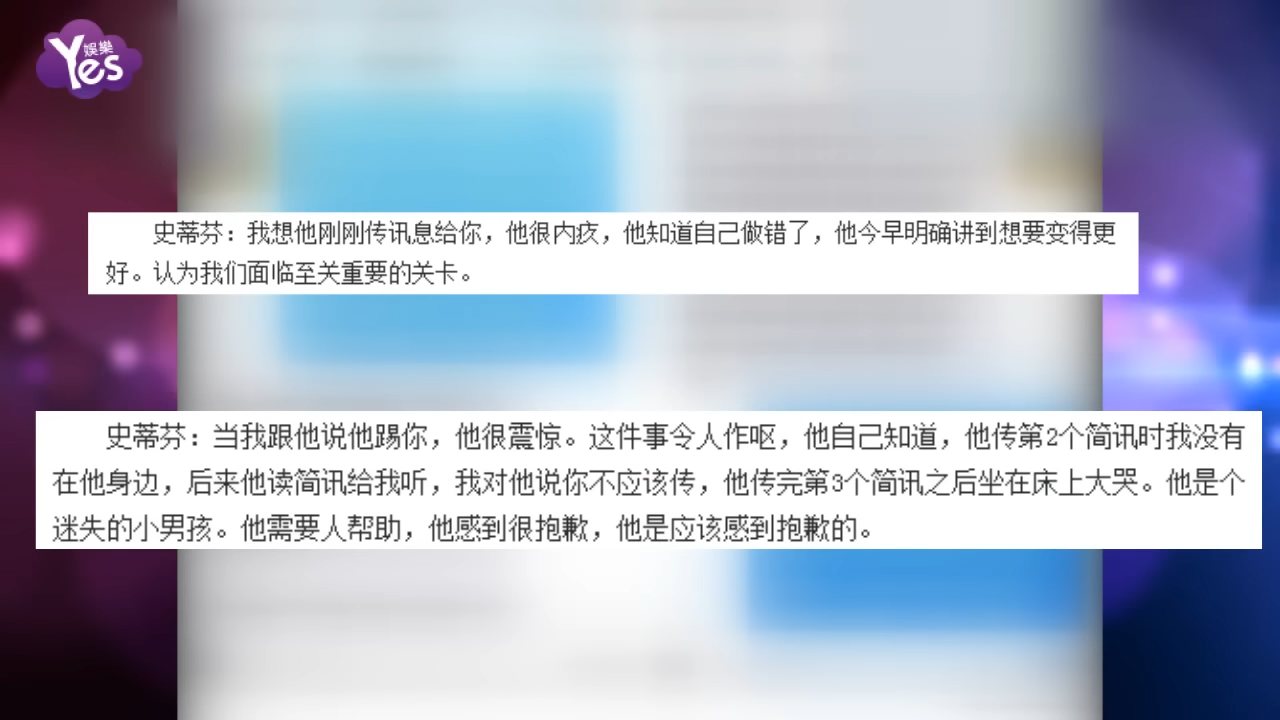 Yes娛樂
史蒂芬：我想他刚刚传讯息给你，他很内疚，他知道自己做错了，他今早明确讲到想要变得更
好。认为我们面临至关重要的关卡。
史蒂芬：当我跟他说他踢你，他很震惊。这件事令人作呕，他自己知道，他传第2个简讯时我没有
在他身边，后来他读简讯给我听，我对他说你不应该传，他传完第3个简讯之后坐在床上大哭。他是个
迷失的小男孩。他需要人帮助，他感到很抱歉，他是应该感到抱歉的。